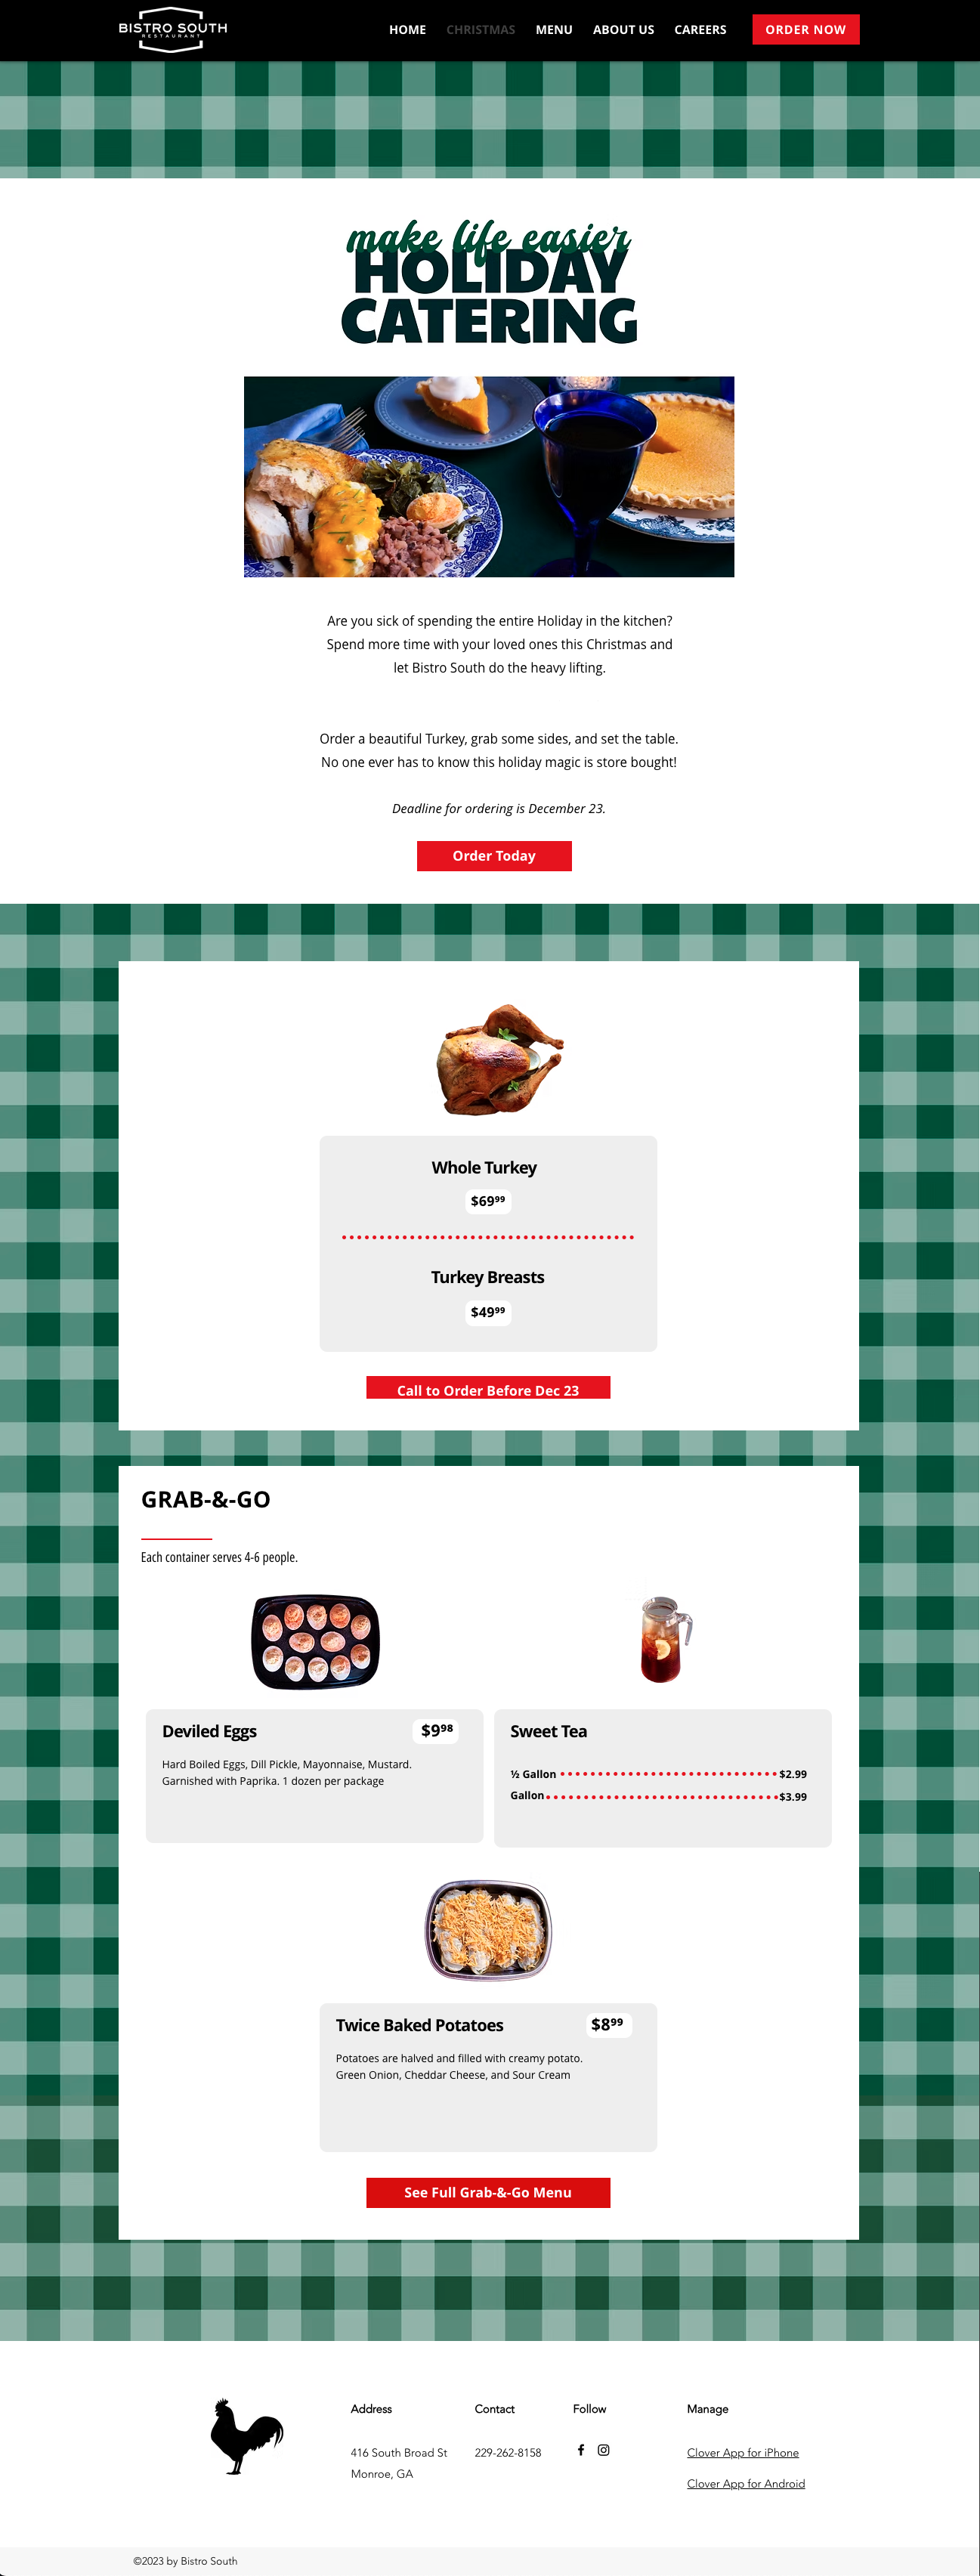 BISTRO SOUTH
RESTAURANT
HOME CHRISTMAS MENU ABOUT US CAREERS ORDER NOW
make life easier
HOLIDAY
CATERING
Are you sick of spending the entire Holiday in the kitchen?
Spend more time with your loved ones this Christmas and
let Bistro South do the heavy lifting.
Order a beautiful Turkey, grab some sides, and set the table.
No one ever has to know this holiday magic is store bought!
Deadline for ordering is December 23.
Order Today
Whole Turkey
$69⁹⁹
Turkey Breasts
$49⁹⁹
Call to Order Before Dec 23
GRAB-&-GO
Each container serves 4-6 people.
Deviled Eggs $9⁹⁸
Hard Boiled Eggs, Dill Pickle, Mayonnaise, Mustard.
Garnished with Paprika. 1 dozen per package
Sweet Tea
½ Gallon $2.99
Gallon $3.99
Twice Baked Potatoes $8⁹⁹
Potatoes are halved and filled with creamy potato.
Green Onion, Cheddar Cheese, and Sour Cream
See Full Grab-&-Go Menu
Address
416 South Broad St
Monroe, GA
Contact
229-262-8158
Follow
Manage
Clover App for iPhone
Clover App for Android
©2023 by Bistro South